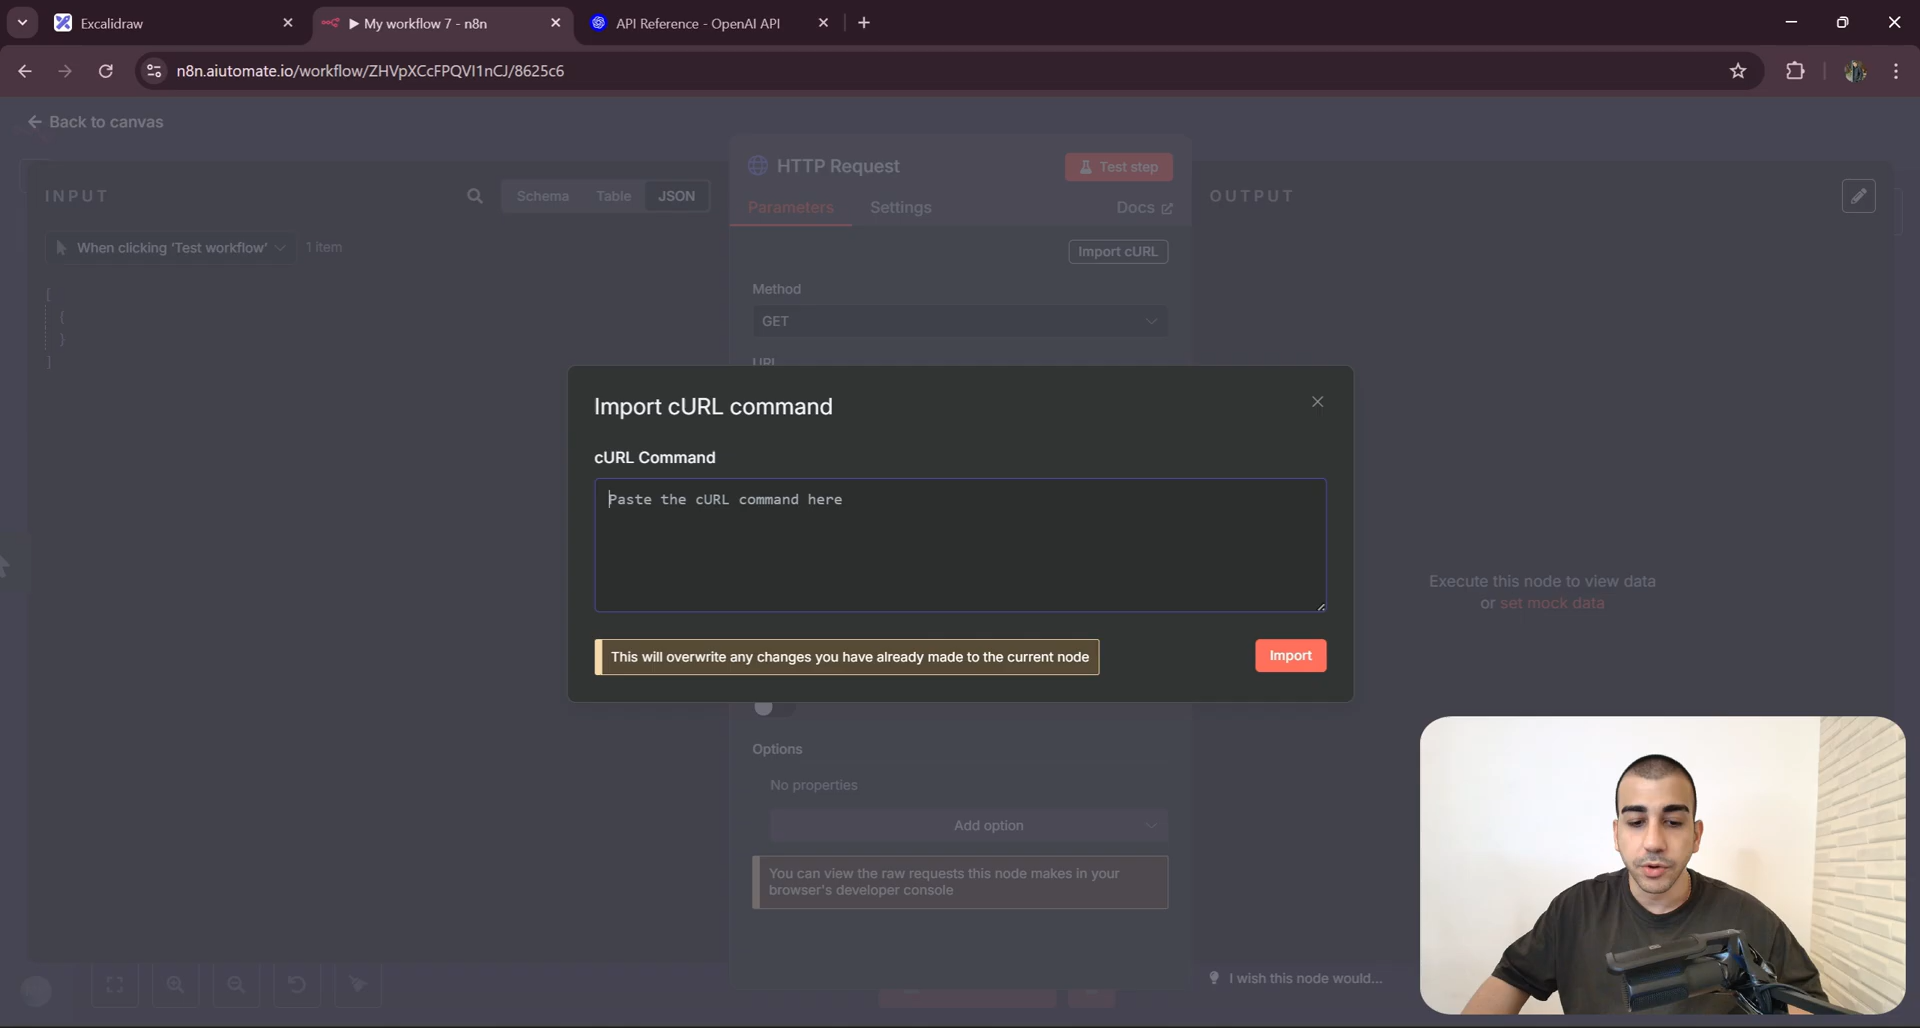 Excalidraw
▶ My workflow 7 - n8n
API Reference - OpenAI API
n8n.aiutomate.io/workflow/ZHVpXCcFPQVI1nCJ/8625c6
Back to canvas
INPUT
Schema
Table
JSON
When clicking 'Test workflow'
1 item
[
{
}
]
HTTP Request
Test step
Parameters
Settings
Docs
Import cURL
Method
GET
URL
OUTPUT
Import cURL command
cURL Command
Paste the cURL command here
This will overwrite any changes you have already made to the current node
Import
Execute this node to view data
or set mock data
Options
No properties
Add option
You can view the raw requests this node makes in your
browser's developer console
I wish this node would...